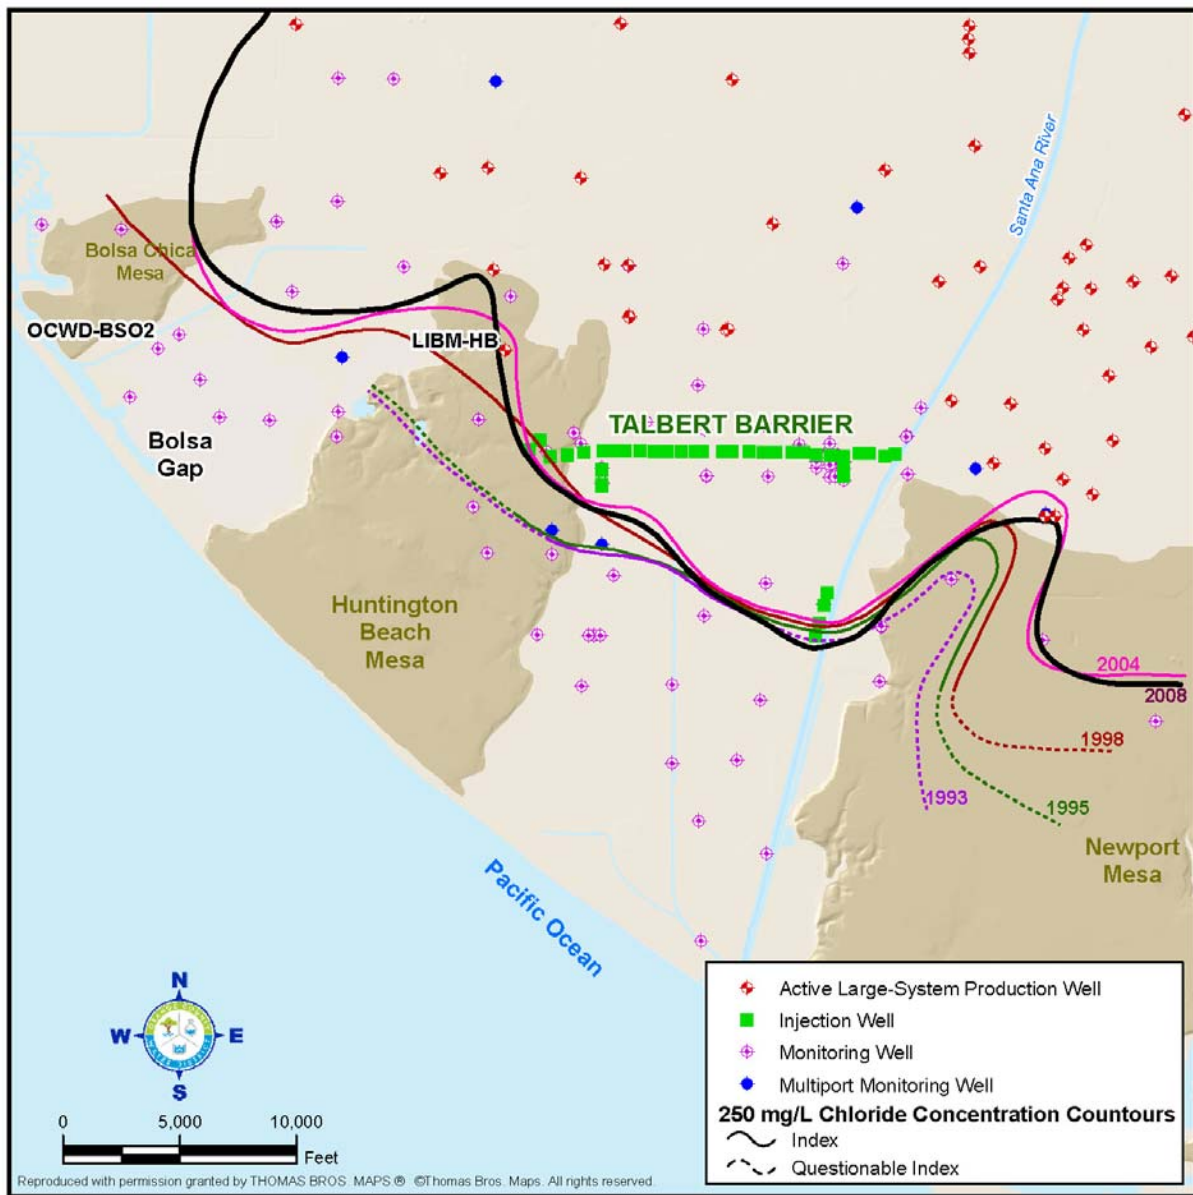 Santa Ana River
Bolsa Chica
Mesa
OCWD-BSO2
LIBM-HB
TALBERT BARRIER
Bolsa
Gap
Huntington
Beach
Mesa
2004
2008
1998
1993
1995
Newport
Mesa
Pacific Ocean
N
W
E
S
0
5,000
10,000
Feet
Active Large-System Production Well
Injection Well
Monitoring Well
Multiport Monitoring Well
250 mg/L Chloride Concentration Countours
Index
Questionable Index
Reproduced with permission granted by THOMAS BROS. MAPS ® ©Thomas Bros. Maps. All rights reserved.